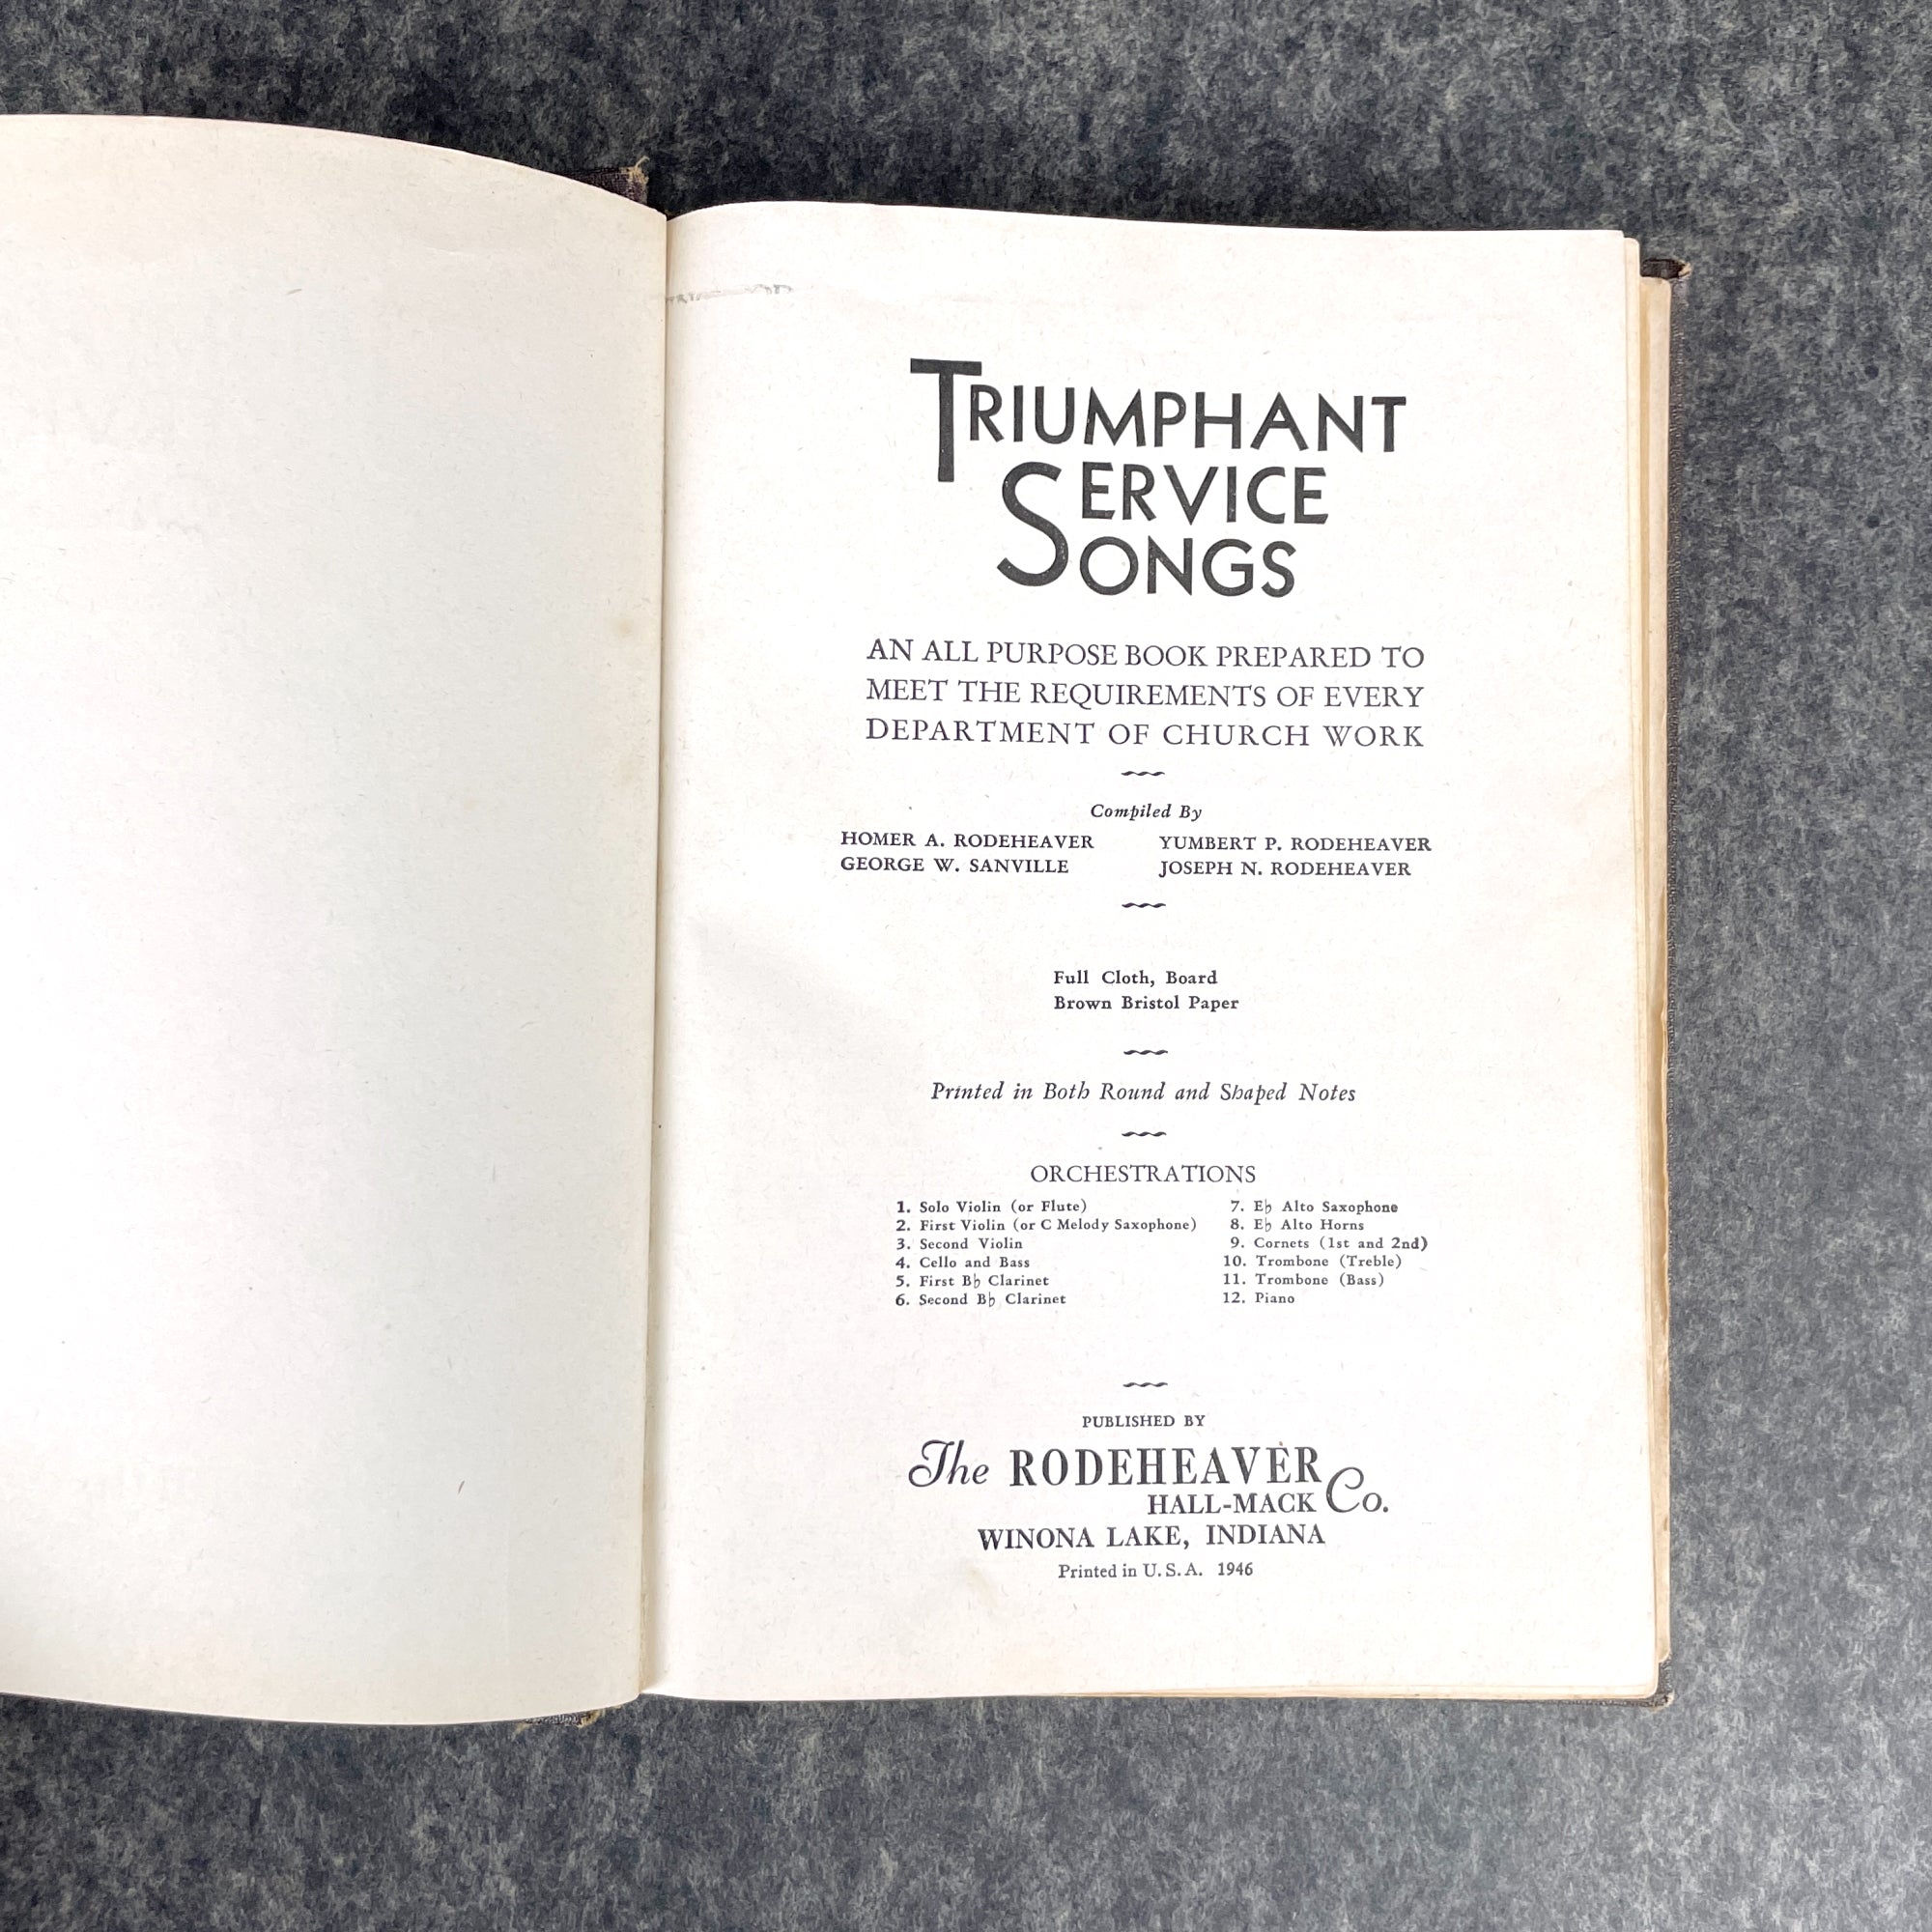 TRIUMPHANT
SERVICE
SONGS
AN ALL PURPOSE BOOK PREPARED TO
MEET THE REQUIREMENTS OF EVERY
DEPARTMENT OF CHURCH WORK
Compiled By
HOMER A. RODEHEAVER
GEORGE W. SANVILLE
YUMBERT P. RODEHEAVER
JOSEPH N. RODEHEAVER
Full Cloth, Board
Brown Bristol Paper
Printed in Both Round and Shaped Notes
ORCHESTRATIONS
1. Solo Violin (or Flute)
2. First Violin (or C Melody Saxophone)
3. Second Violin
4. Cello and Bass
5. First B♭ Clarinet
6. Second B♭ Clarinet
7. E♭ Alto Saxophone
8. E♭ Alto Horns
9. Cornets (1st and 2nd)
10. Trombone (Treble)
11. Trombone (Bass)
12. Piano
PUBLISHED BY
The RODEHEAVER
HALL-MACK Co.
WINONA LAKE, INDIANA
Printed in U.S.A. 1946